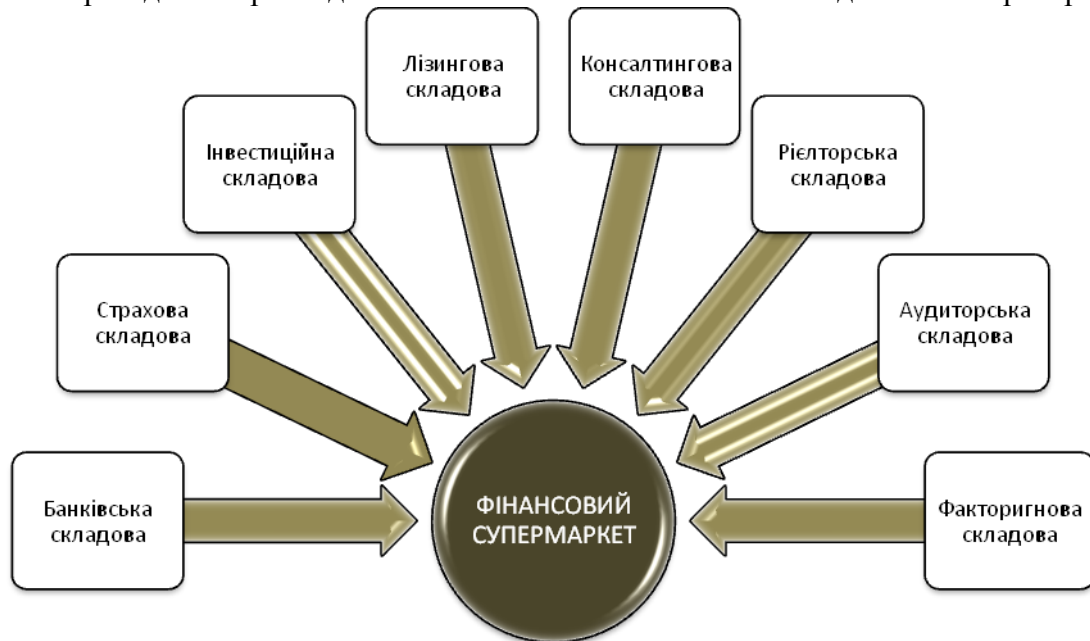 Лізингова
складова
Консалтингова
складова
Інвестиційна
складова
Рієлторська
складова
Страхова
складова
Аудиторська
складова
Банківська
складова
ФІНАНСОВИЙ
СУПЕРМАРКЕТ
Факторигнова
складова